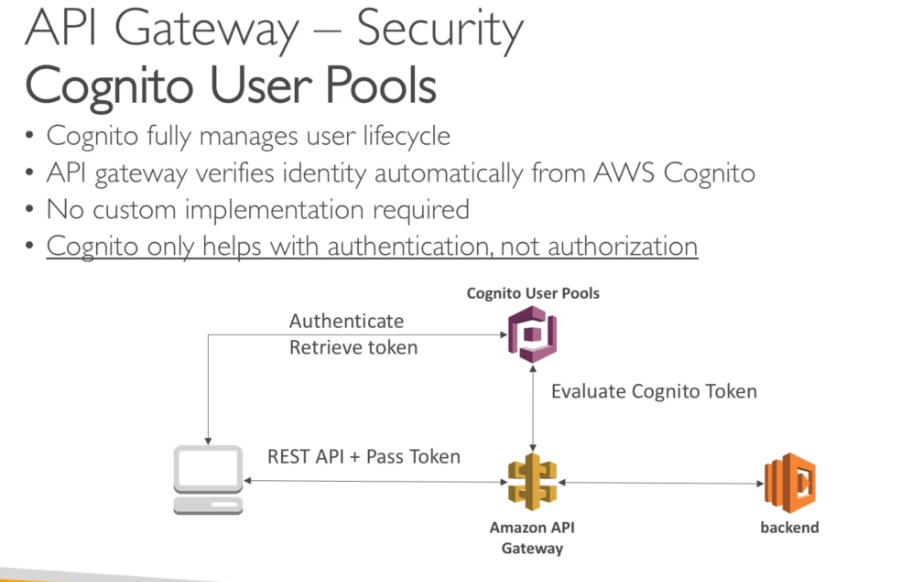 API Gateway – Security
Cognito User Pools
• Cognito fully manages user lifecycle
• API gateway verifies identity automatically from AWS Cognito
• No custom implementation required
• Cognito only helps with authentication, not authorization
Cognito User Pools
Authenticate
Retrieve token
Evaluate Cognito Token
REST API + Pass Token
Amazon API
Gateway
backend